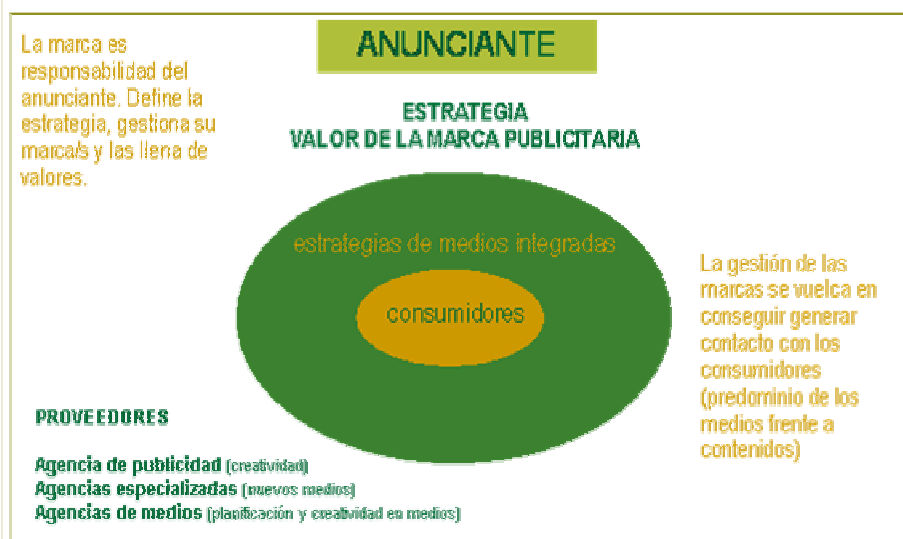 ANUNCIANTE
La marca es
responsabilidad del
anunciante. Define la
estrategia, gestiona su
marca/s y las llena de
valores.
ESTRATEGIA
VALOR DE LA MARCA PUBLICITARIA
estrategias de medios integradas
consumidores
La gestión de las
marcas se vuelca en
conseguir generar
contacto con los
consumidores
(predominio de los
medios frente a
contenidos)
PROVEEDORES
Agencia de publicidad (creatividad)
Agencias especializadas (nuevos medios)
Agencias de medios (planificación y creatividad en medios)